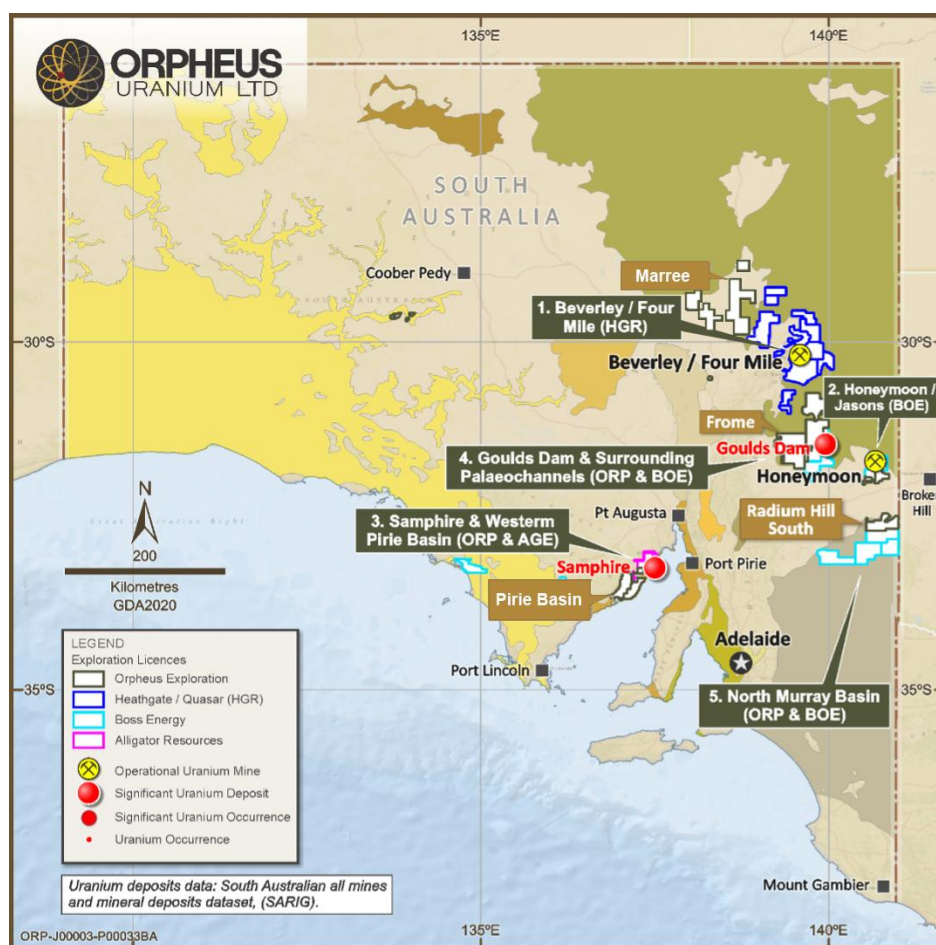 135°E
140°E
ORPHEUS
URANIUM LTD
SOUTH
AUSTRALIA
Coober Pedy
Marree
1. Beverley / Four
Mile (HGR)
30°S
30°S
Beverley / Four Mile
2. Honeymoon /
Jasons (BOE)
Frome
Goulds Dam
4. Goulds Dam & Surrounding
Palaeochannels (ORP & BOE)
Honeymoon
Broken
Hill
Radium Hill
South
Great Australian Bight
N
200
Kilometres
GDA2020
Pt Augusta
3. Samphire & Westerm
Pirie Basin (ORP & AGE)
Samphire
Port Pirie
Pirie Basin
Adelaide
Port Lincoln
35°S
35°S
5. North Murray Basin
(ORP & BOE)
LEGEND
Exploration Licences
Orpheus Exploration
Heathgate / Quasar (HGR)
Boss Energy
Alligator Resources
Operational Uranium Mine
Significant Uranium Deposit
Significant Uranium Occurrence
Uranium Occurrence
Uranium deposits data: South Australian all mines
and mineral deposits dataset, (SARIG).
Mount Gambier
135°E
140°E
ORP-J00003-P00033BA